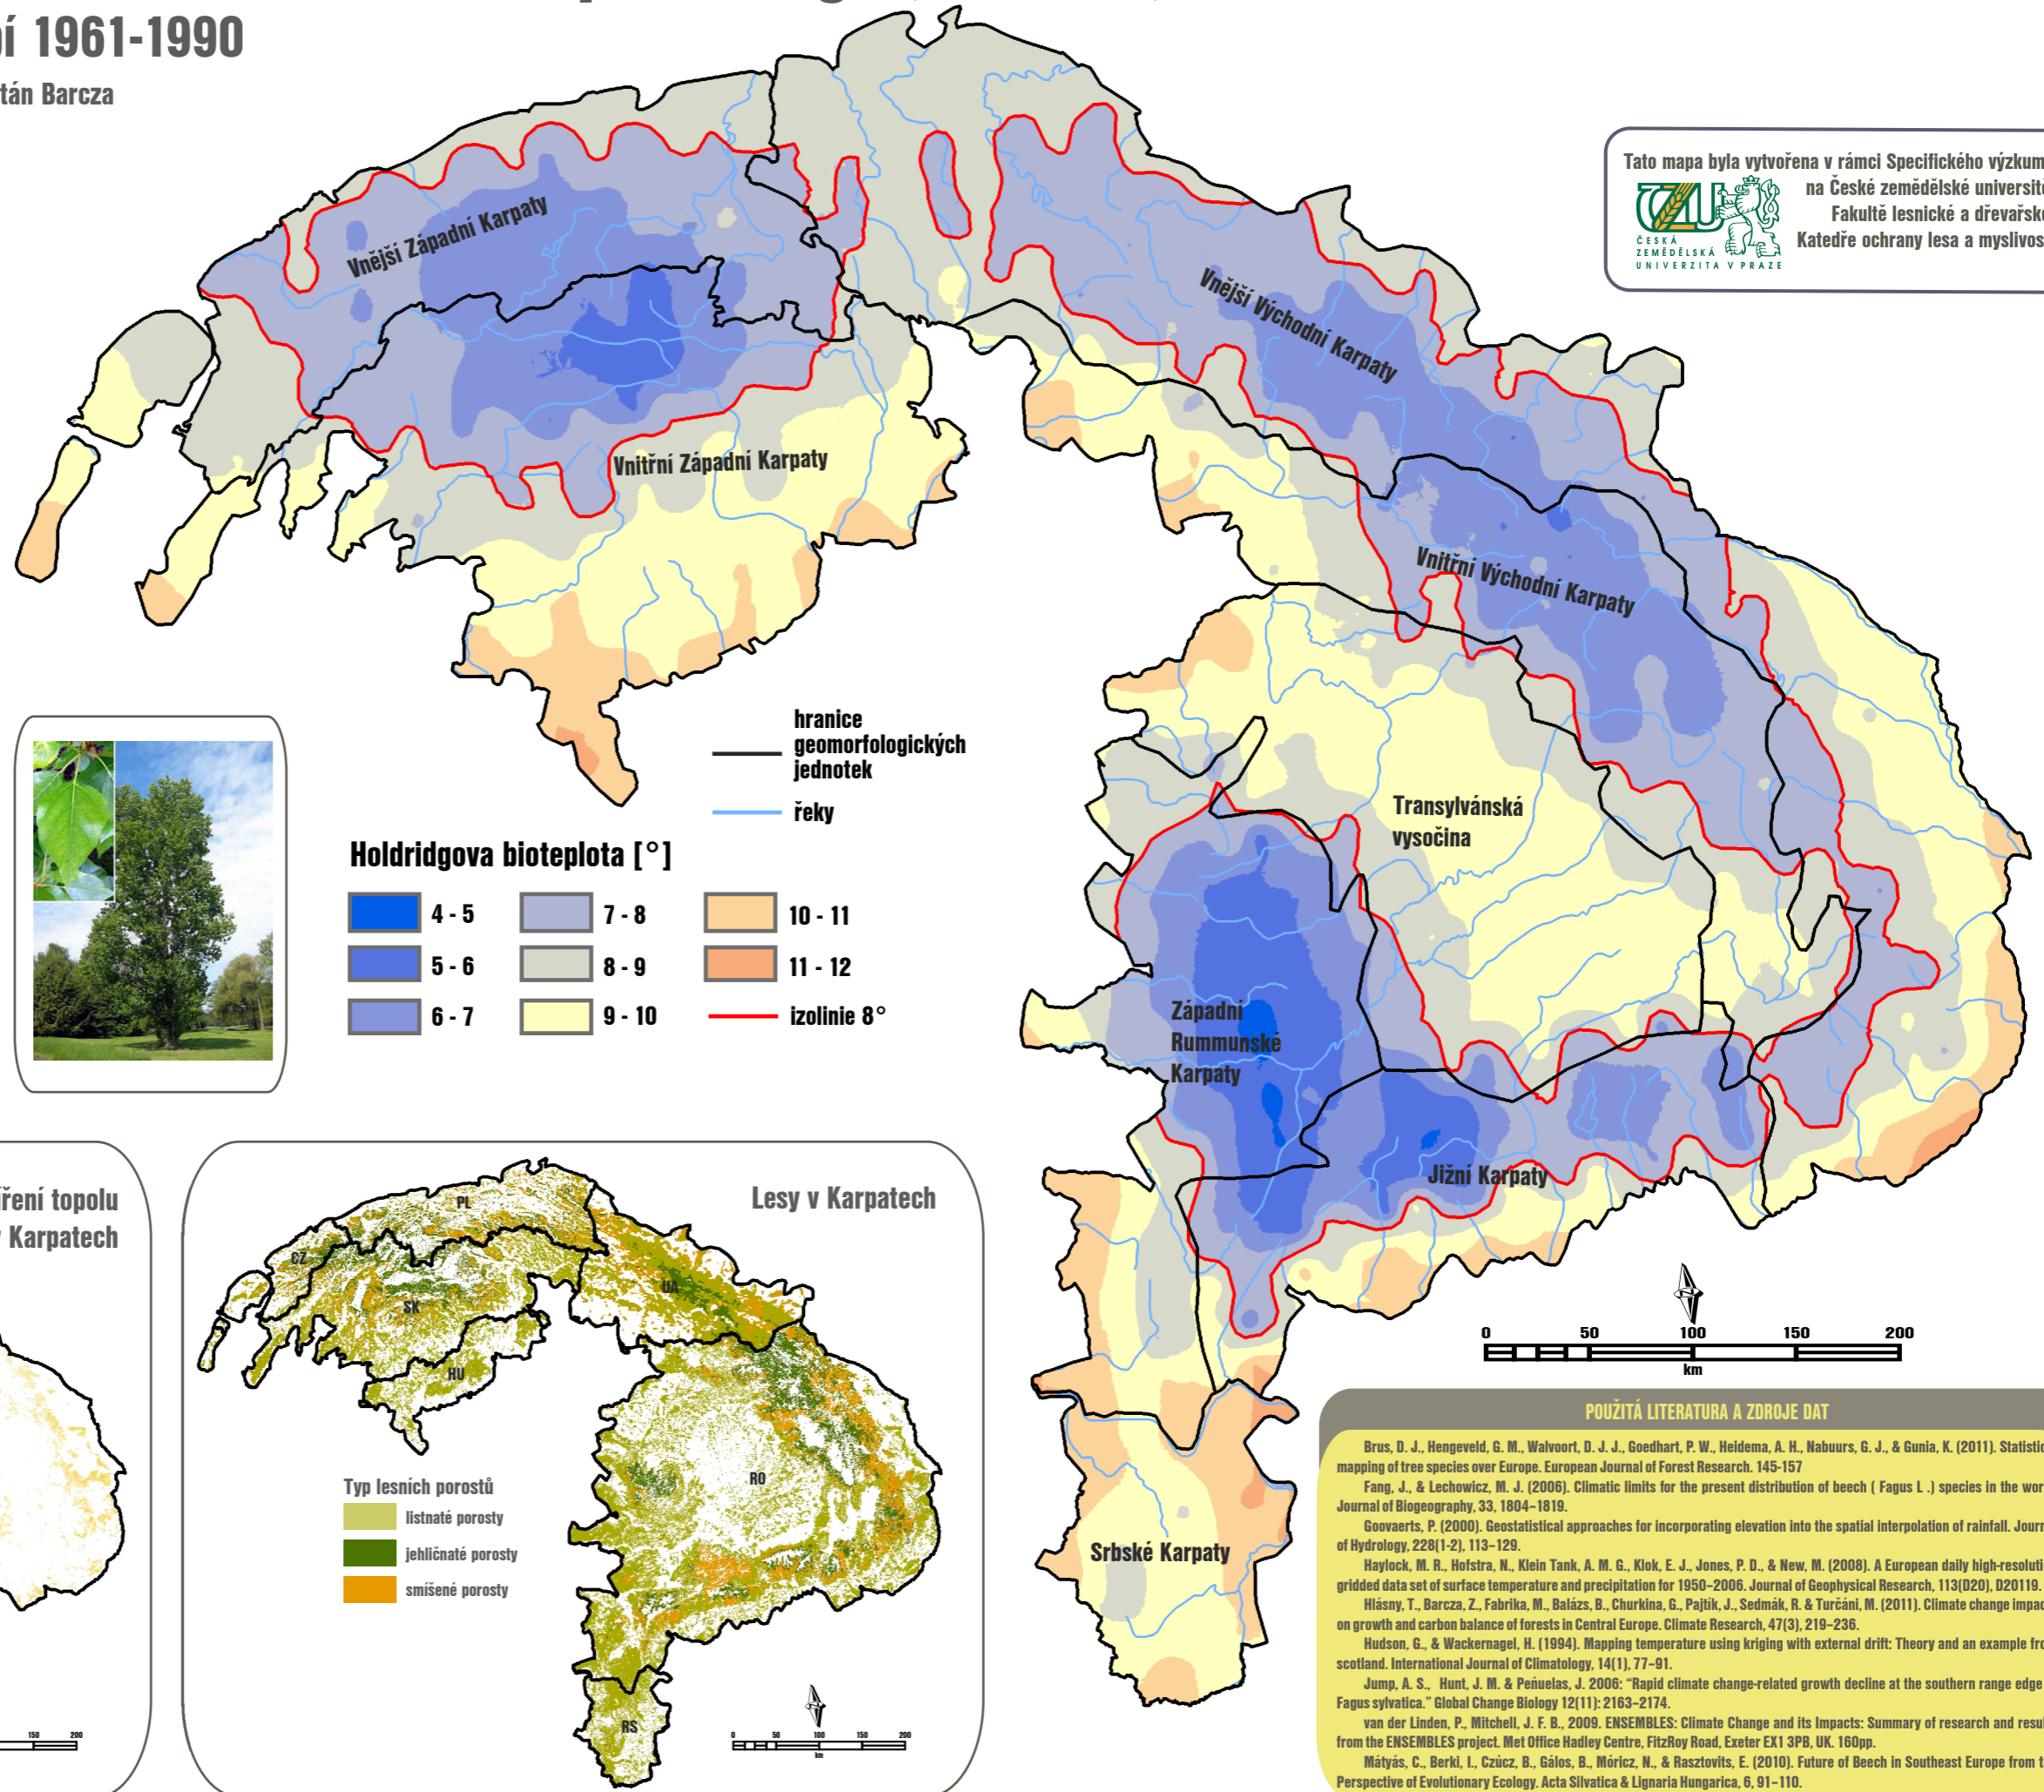 pí 1961-1990
tán Barcza
Tato mapa byla vytvořena v rámci Specifického výzkum
na České zemědělské universit
Fakultě lesnické a dřevařsk
Katedře ochrany lesa a myslivos
ČZU
ČESKÁ
ZEMĚDĚLSKÁ
UNIVERZITA V PRAZE
Vnější Západní Karpaty
Vnější Východní Karpaty
Vnitřní Západní Karpaty
Vnitřní Východní Karpaty
Transylvánská
vysočina
Západní
Rummunské
Karpaty
Jižní Karpaty
Srbské Karpaty
hranice
geomorfologických
jednotek
řeky
Holdridgova bioteplota [°]
4 - 5
7 - 8
10 - 11
5 - 6
8 - 9
11 - 12
6 - 7
9 - 10
izolinie 8°
0 50 100 150 200
km
íření topolu
v Karpatech
150 200
Lesy v Karpatech
PL
CZ
SK
UA
HU
RO
RS
Typ lesních porostů
listnaté porosty
jehličnaté porosty
smíšené porosty
0 50 100 150 200
km
POUŽITÁ LITERATURA A ZDROJE DAT
Brus, D. J., Hengeveld, G. M., Walvoort, D. J. J., Goedhart, P. W., Heidema, A. H., Nabuurs, G. J., & Gunia, K. (2011). Statistic
mapping of tree species over Europe. European Journal of Forest Research. 145-157
Fang, J., & Lechowicz, M. J. (2006). Climatic limits for the present distribution of beech ( Fagus L .) species in the wor
Journal of Biogeography, 33, 1804–1819.
Goovaerts, P. (2000). Geostatistical approaches for incorporating elevation into the spatial interpolation of rainfall. Journ
of Hydrology, 228(1-2), 113–129.
Haylock, M. R., Hofstra, N., Klein Tank, A. M. G., Klok, E. J., Jones, P. D., & New, M. (2008). A European daily high-resoluti
gridded data set of surface temperature and precipitation for 1950–2006. Journal of Geophysical Research, 113(D20), D20119.
Hlásny, T., Barcza, Z., Fabrika, M., Balázs, B., Churkina, G., Pajtík, J., Sedmák, R. & Turčáni, M. (2011). Climate change impac
on growth and carbon balance of forests in Central Europe. Climate Research, 47(3), 219–236.
Hudson, G., & Wackernagel, H. (1994). Mapping temperature using kriging with external drift: Theory and an example fro
scotland. International Journal of Climatology, 14(1), 77–91.
Jump, A. S., Hunt, J. M. & Peñuelas, J. 2006: “Rapid climate change-related growth decline at the southern range edge
Fagus sylvatica.” Global Change Biology 12(11): 2163–2174.
van der Linden, P., Mitchell, J. F. B., 2009. ENSEMBLES: Climate Change and its Impacts: Summary of research and resul
from the ENSEMBLES project. Met Office Hadley Centre, FitzRoy Road, Exeter EX1 3PB, UK. 160pp.
Mátyás, C., Berki, I., Czúcz, B., Gálos, B., Móricz, N., & Rasztovits, E. (2010). Future of Beech in Southeast Europe from t
Perspective of Evolutionary Ecology. Acta Silvatica & Lignaria Hungarica, 6, 91–110.